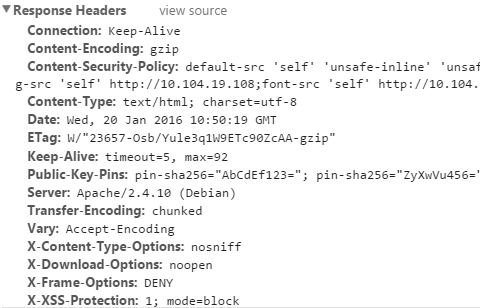 Response Headers view source
Connection: Keep-Alive
Content-Encoding: gzip
Content-Security-Policy: default-src 'self' 'unsafe-inline' 'unsaf
g-src 'self' http://10.104.19.108;font-src 'self' http://10.104.
Content-Type: text/html; charset=utf-8
Date: Wed, 20 Jan 2016 10:50:19 GMT
ETag: W/"23657-Osb/Yule3q1W9ETc90ZcAA-gzip"
Keep-Alive: timeout=5, max=92
Public-Key-Pins: pin-sha256="AbCdEf123="; pin-sha256="ZyXwVu456="
Server: Apache/2.4.10 (Debian)
Transfer-Encoding: chunked
Vary: Accept-Encoding
X-Content-Type-Options: nosniff
X-Download-Options: noopen
X-Frame-Options: DENY
X-XSS-Protection: 1; mode=block